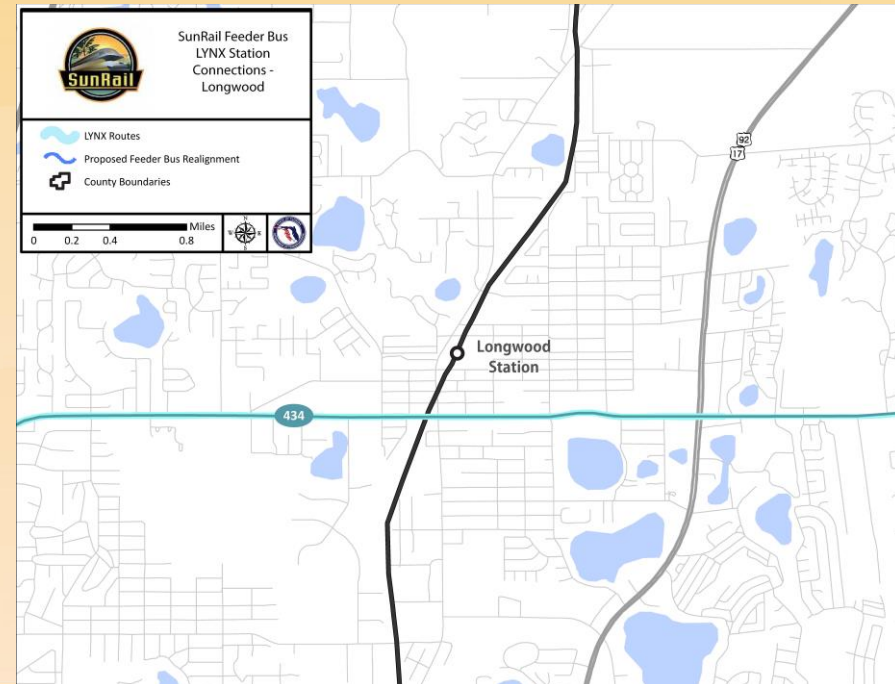 SunRail Feeder Bus
LYNX Station
Connections -
Longwood
SunRail
LYNX Routes
Proposed Feeder Bus Realignment
County Boundaries
Miles
0 0.2 0.4 0.8
N
W E
S
92
17
Longwood
Station
434